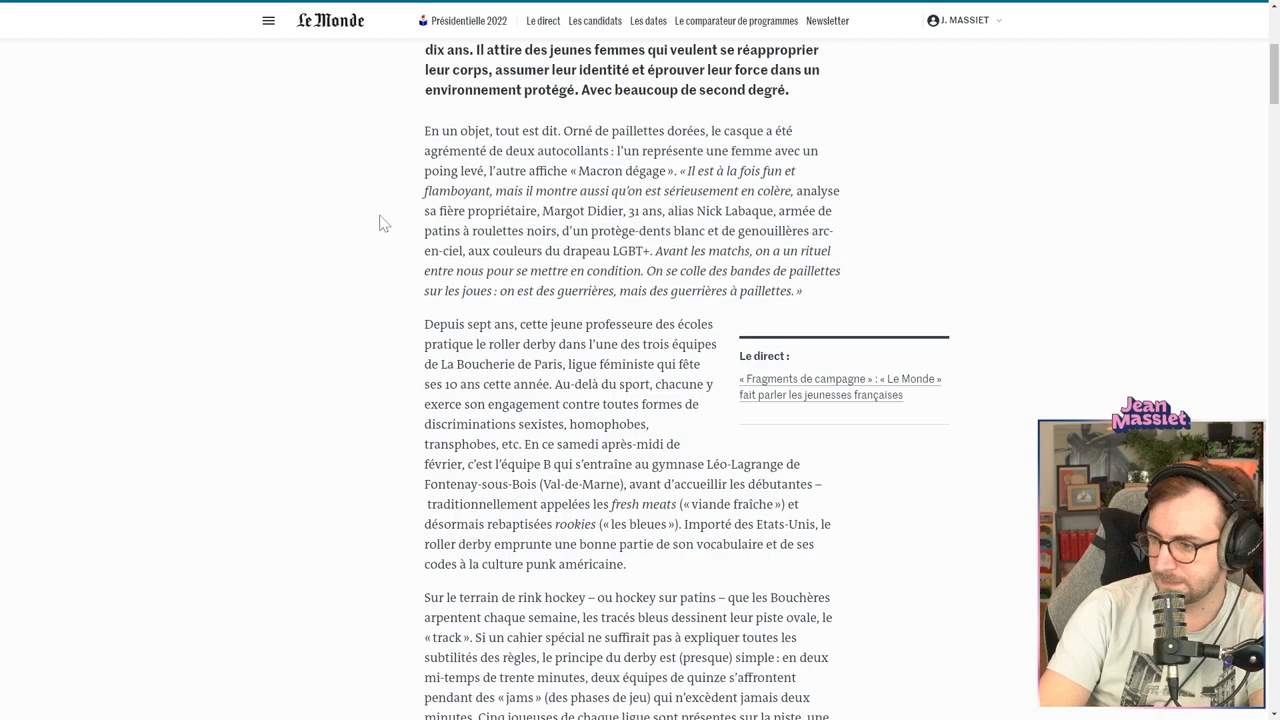 Le Monde
Présidentielle 2022
Le direct
Les candidats
Les dates
Le comparateur de programmes
Newsletter
J. MASSIET
dix ans. Il attire des jeunes femmes qui veulent se réapproprier
leur corps, assumer leur identité et éprouver leur force dans un
environnement protégé. Avec beaucoup de second degré.
En un objet, tout est dit. Orné de paillettes dorées, le casque a été
agrémenté de deux autocollants : l’un représente une femme avec un
poing levé, l’autre affiche « Macron dégage ». « Il est à la fois fun et
flamboyant, mais il montre aussi qu’on est sérieusement en colère, analyse
sa fière propriétaire, Margot Didier, 31 ans, alias Nick Labaque, armée de
patins à roulettes noirs, d’un protège-dents blanc et de genouillères arc-
en-ciel, aux couleurs du drapeau LGBT+. Avant les matchs, on a un rituel
entre nous pour se mettre en condition. On se colle des bandes de paillettes
sur les joues : on est des guerrières, mais des guerrières à paillettes. »
Depuis sept ans, cette jeune professeure des écoles
pratique le roller derby dans l’une des trois équipes
de La Boucherie de Paris, ligue féministe qui fête
ses 10 ans cette année. Au-delà du sport, chacune y
exerce son engagement contre toutes formes de
discriminations sexistes, homophobes,
transphobes, etc. En ce samedi après-midi de
février, c’est l’équipe B qui s’entraîne au gymnase Léo-Lagrange de
Fontenay-sous-Bois (Val-de-Marne), avant d’accueillir les débutantes –
traditionnellement appelées les fresh meats (« viande fraîche ») et
désormais rebaptisées rookies (« les bleues »). Importé des Etats-Unis, le
roller derby emprunte une bonne partie de son vocabulaire et de ses
codes à la culture punk américaine.
Le direct :
« Fragments de campagne » : « Le Monde »
fait parler les jeunesses françaises
Sur le terrain de rink hockey – ou hockey sur patins – que les Bouchères
arpentent chaque semaine, les tracés bleus dessinent leur piste ovale, le
« track ». Si un cahier spécial ne suffirait pas à expliquer toutes les
subtilités des règles, le principe du derby est (presque) simple : en deux
mi-temps de trente minutes, deux équipes de quinze s’affrontent
pendant des « jams » (des phases de jeu) qui n’excèdent jamais deux
minutes. Cinq joueuses de chaque ligue sont présentes sur la piste, une
Jean
Massiet